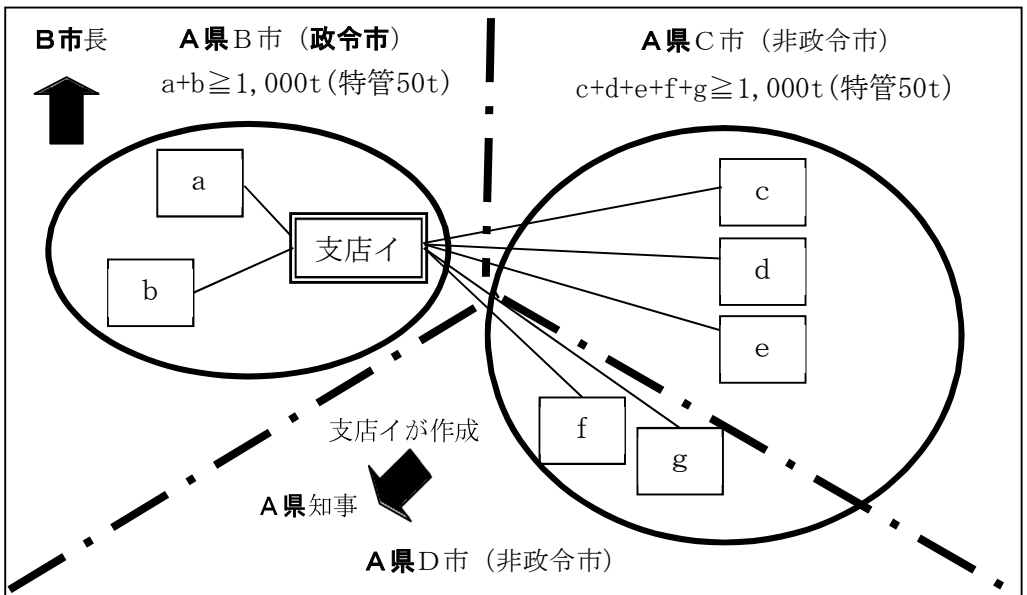 B市長
A県B市（政令市）
a+b≧1,000t(特管50t)
A県C市（非政令市）
c+d+e+f+g≧1,000t(特管50t)
a
b
支店イ
c
d
e
f
g
支店イが作成
A県知事
A県D市（非政令市）